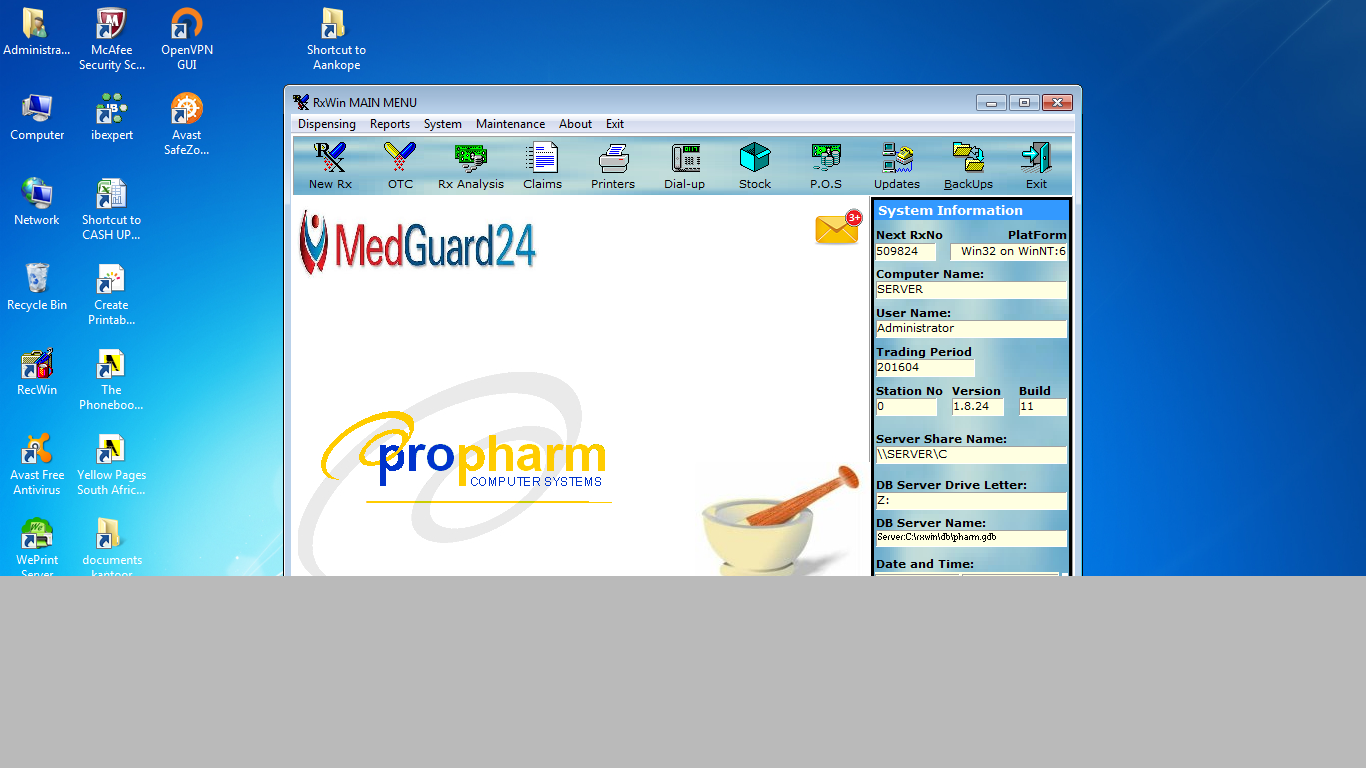 Administra...
McAfee
Security Sc...
OpenVPN
GUI
Shortcut to
Aankope
Computer
ibexpert
Avast
SafeZo...
Network
Shortcut to
CASH UP...
Recycle Bin
Create
Printab...
RecWin
The
Phoneboo...
Avast Free
Antivirus
Yellow Pages
South Afric...
WePrint
Server
documents
kantoor
RxWin MAIN MENU
Dispensing Reports System Maintenance About Exit
New Rx OTC Rx Analysis Claims Printers Dial-up Stock P.O.S Updates BackUps Exit
MedGuard24
3+
propharm
COMPUTER SYSTEMS
System Information
Next RxNo PlatForm
509824 Win32 on WinNT:6
Computer Name:
SERVER
User Name:
Administrator
Trading Period
201604
Station No Version Build
0 1.8.24 11
Server Share Name:
\\SERVER\C
DB Server Drive Letter:
Z:
DB Server Name:
Server:C:\rxwin\db\pharm.gdb
Date and Time: